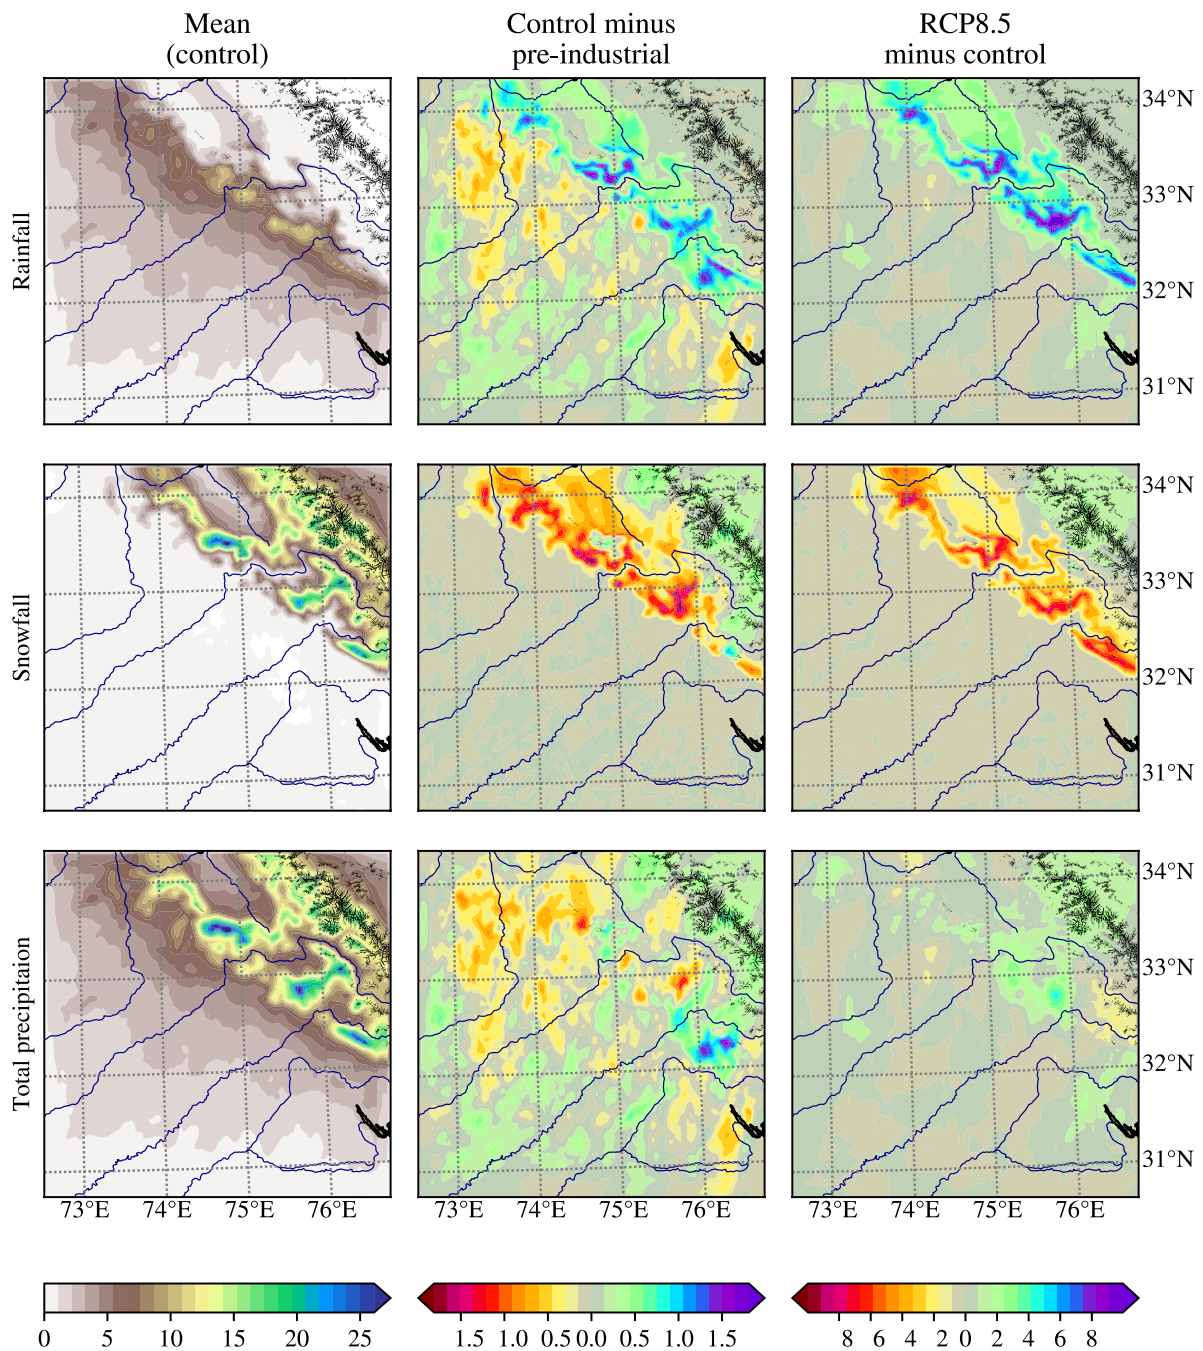 Mean
(control)
Control minus
pre-industrial
RCP8.5
minus control
Rainfall
34°N
33°N
32°N
31°N
Snowfall
34°N
33°N
32°N
31°N
Total precipitaion
34°N
33°N
32°N
31°N
73°E 74°E 75°E 76°E
73°E 74°E 75°E 76°E
73°E 74°E 75°E 76°E
0 5 10 15 20 25
1.5 1.0 0.5 0.0 0.5 1.0 1.5
8 6 4 2 0 2 4 6 8